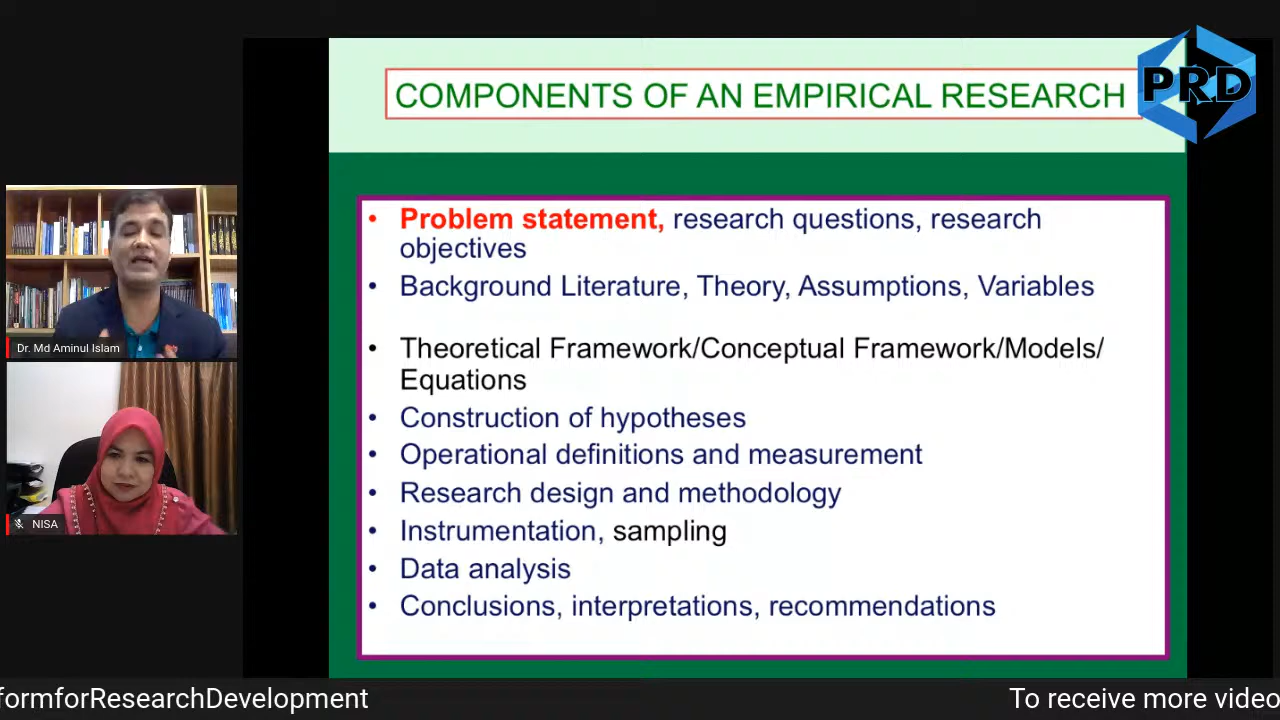 COMPONENTS OF AN EMPIRICAL RESEARCH
PRD
• Problem statement, research questions, research
objectives
• Background Literature, Theory, Assumptions, Variables
• Theoretical Framework/Conceptual Framework/Models/
Equations
• Construction of hypotheses
• Operational definitions and measurement
• Research design and methodology
• Instrumentation, sampling
• Data analysis
• Conclusions, interpretations, recommendations
Dr. Md Aminul Islam
NISA
formforResearchDevelopment
To receive more video